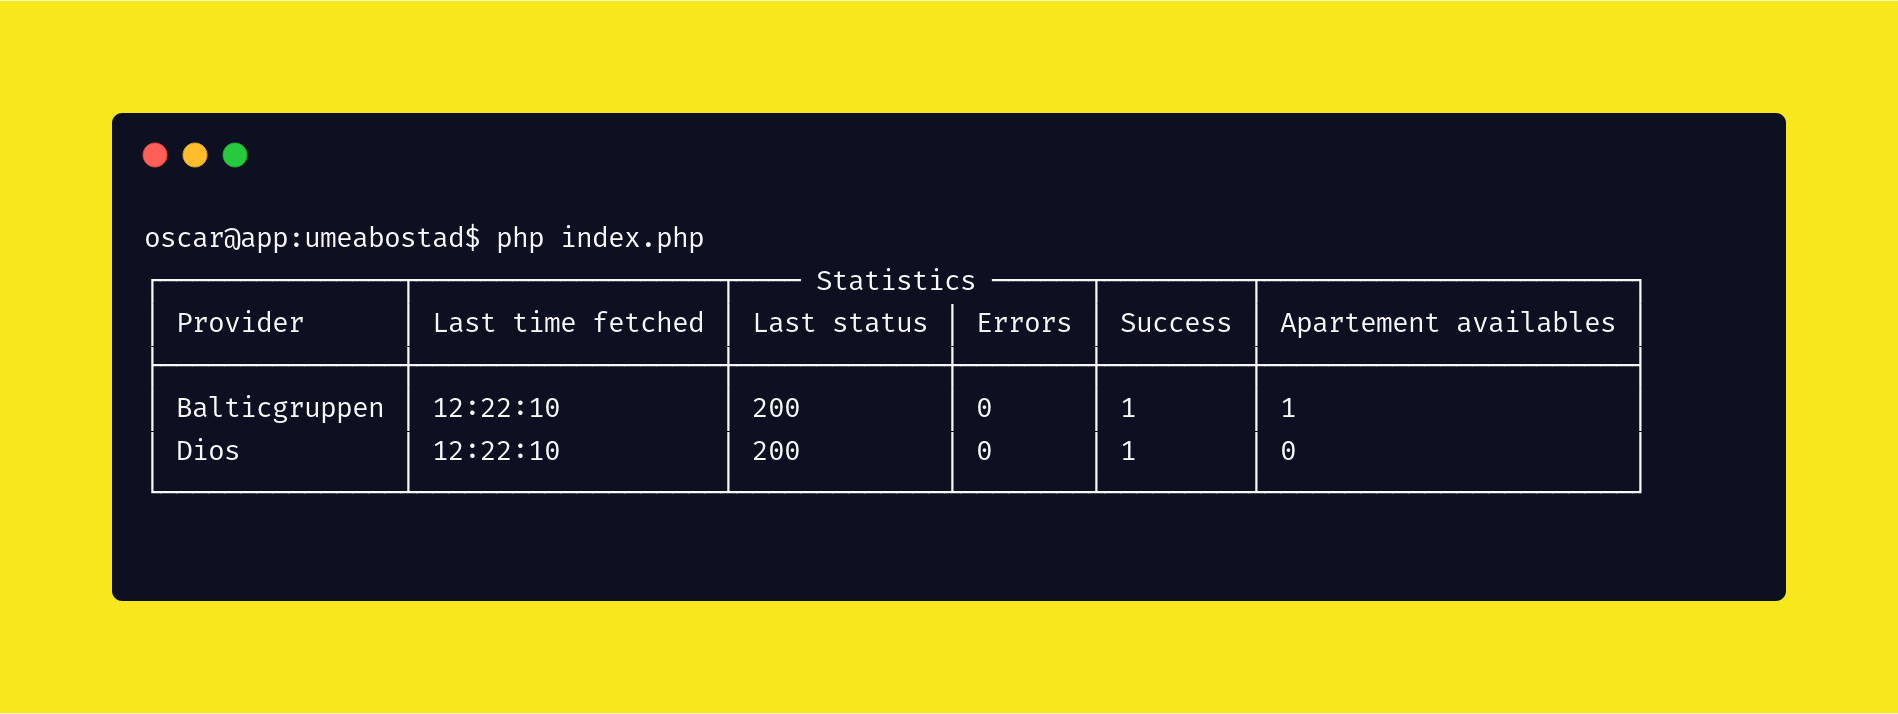 oscar@app:umeabostad$ php index.php
Statistics
Provider Last time fetched Last status Errors Success Apartement availables
Balticgruppen 12:22:10 200 0 1 1
Dios 12:22:10 200 0 1 0